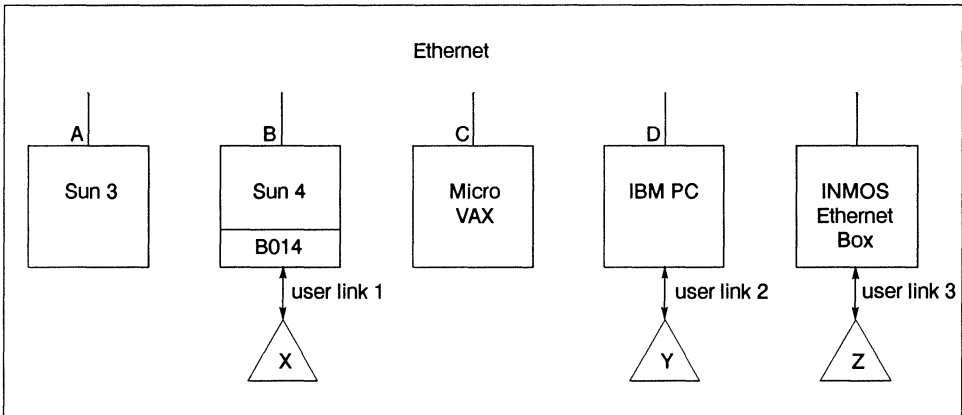 Ethernet
A
B
C
D
Sun 3
Sun 4
Micro
VAX
IBM PC
INMOS
Ethernet
Box
B014
user link 1
user link 2
user link 3
X
Y
Z